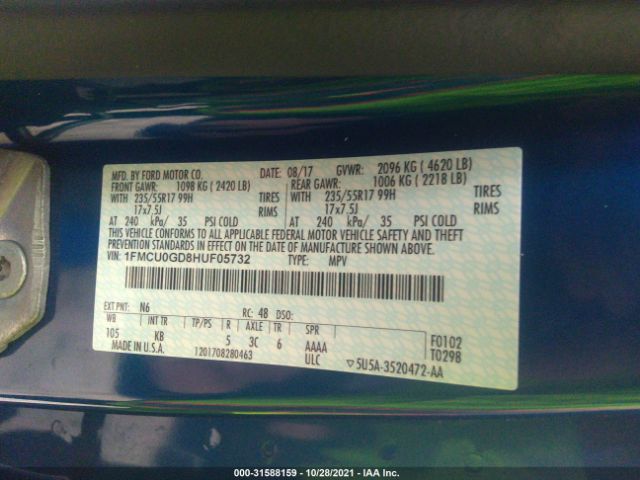 MFD. BY FORD MOTOR CO. DATE: 08/17 GVWR: 2096 KG ( 4620 LB)
FRONT GAWR: 1098 KG ( 2420 LB) REAR GAWR: 1006 KG ( 2218 LB)
WITH 235/55R17 99H TIRES WITH 235/55R17 99H TIRES
17x7.5J RIMS 17x7.5J RIMS
AT 240 kPa/ 35 PSI COLD AT 240 kPa/ 35 PSI COLD
THIS VEHICLE CONFORMS TO ALL APPLICABLE FEDERAL MOTOR VEHICLE SAFETY AND THEFT
PREVENTION STANDARDS IN EFFECT ON THE DATE OF MANUFACTURE SHOWN ABOVE.
VIN: 1FMCU0GD8HUF05732 TYPE: MPV
EXT PNT: N6 RC: 48 DSO:
WB INT TR TP/PS R AXLE TR SPR F0102
105 KB 5 3C 6 AAAA T0298
MADE IN U.S.A. 1201708280463 ULC ▽5U5A-3520472-AA
000-31588159 • 10/28/2021 • IAA Inc.